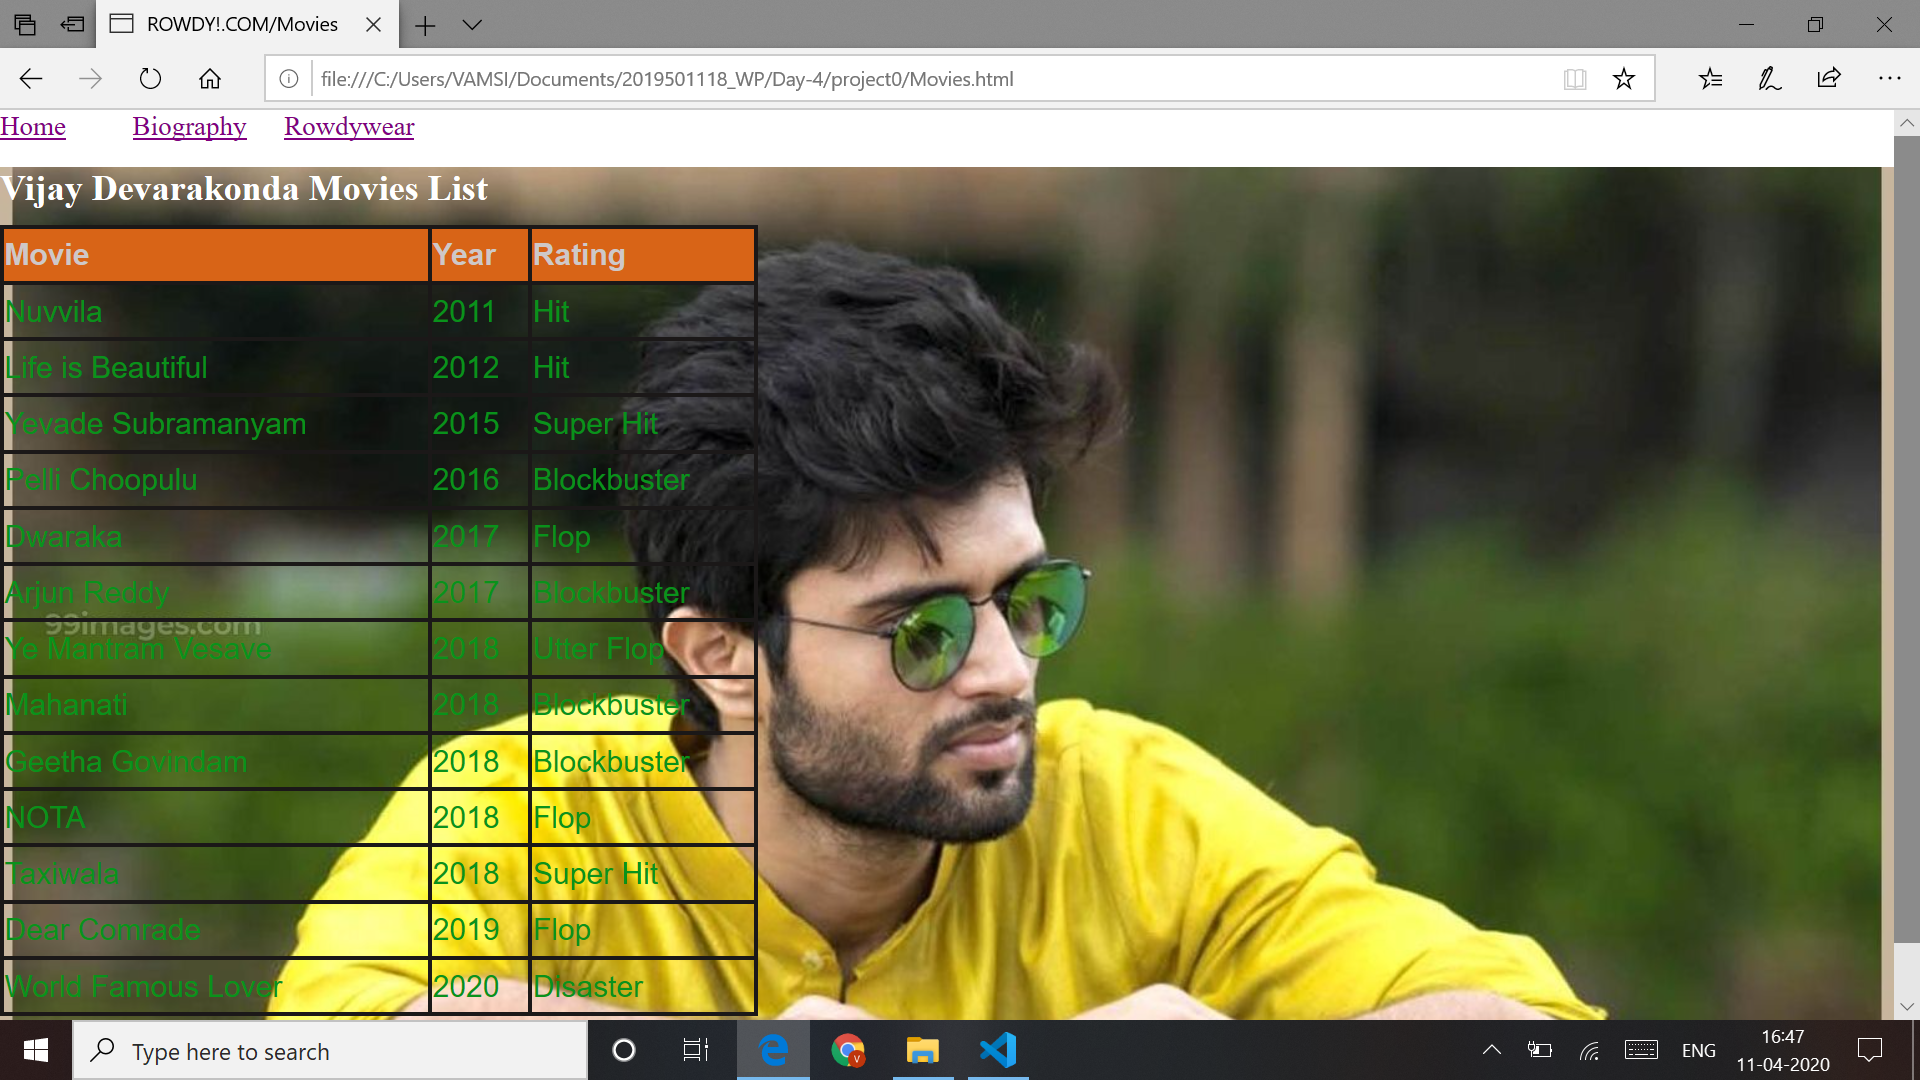 ROWDY!.COM/Movies
file:///C:/Users/VAMSI/Documents/2019501118_WP/Day-4/project0/Movies.html
Home Biography Rowdywear
Vijay Devarakonda Movies List
Movie Year Rating
Nuvvila 2011 Hit
Life is Beautiful 2012 Hit
Yevade Subramanyam 2015 Super Hit
Pelli Choopulu 2016 Blockbuster
Dwaraka 2017 Flop
Arjun Reddy 2017 Blockbuster
99images.com
Ye Mantram Vesave 2018 Utter Flop
Mahanati 2018 Blockbuster
Geetha Govindam 2018 Blockbuster
NOTA 2018 Flop
Taxiwala 2018 Super Hit
Dear Comrade 2019 Flop
World Famous Lover 2020 Disaster
Type here to search
V
ENG
16:47
11-04-2020